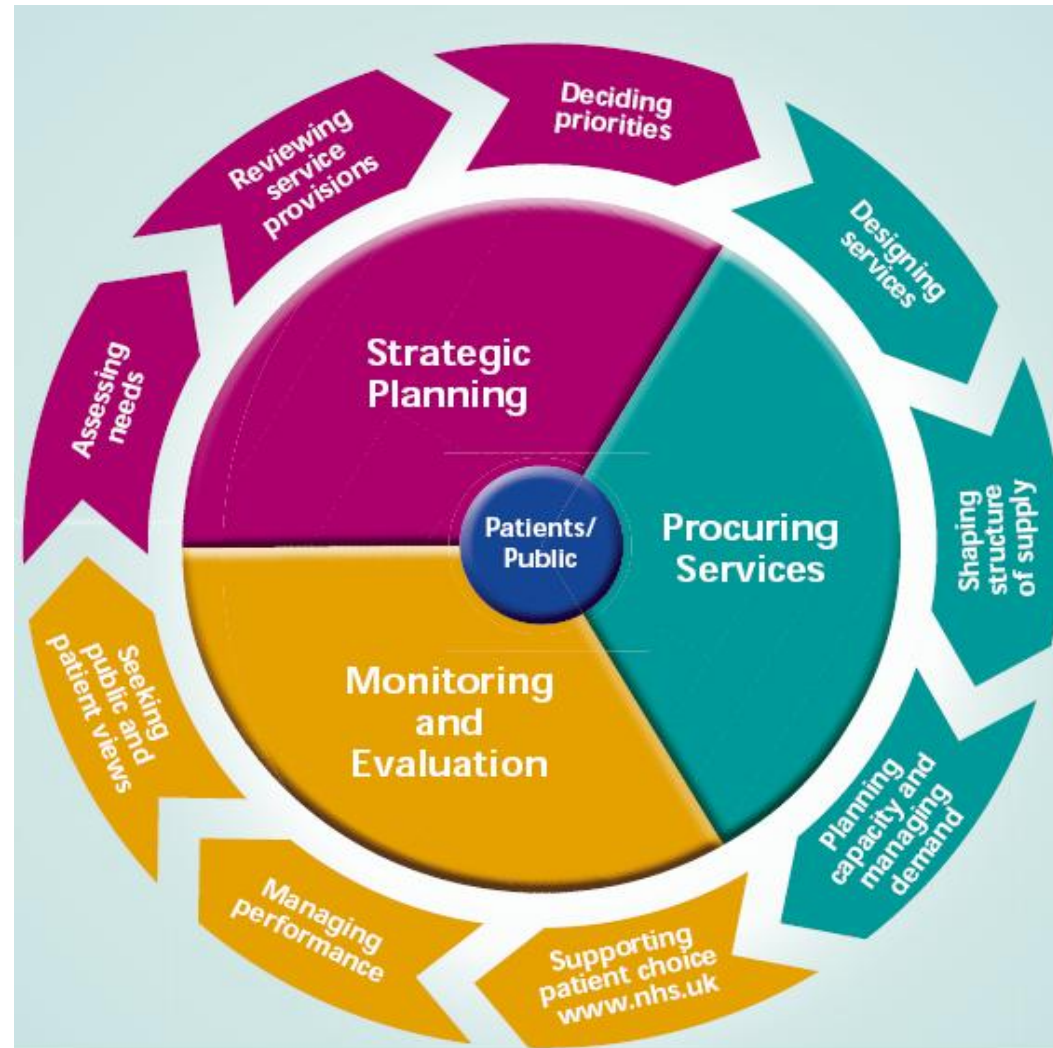 Deciding
priorities
Designing
services
Shaping
structure
of supply
Planning
capacity and
managing
demand
Supporting
patient choice
www.nhs.uk
Managing
performance
Seeking
public and
patient views
Assessing
needs
Reviewing
service
provisions
Strategic
Planning
Procuring
Services
Monitoring
and
Evaluation
Patients/
Public